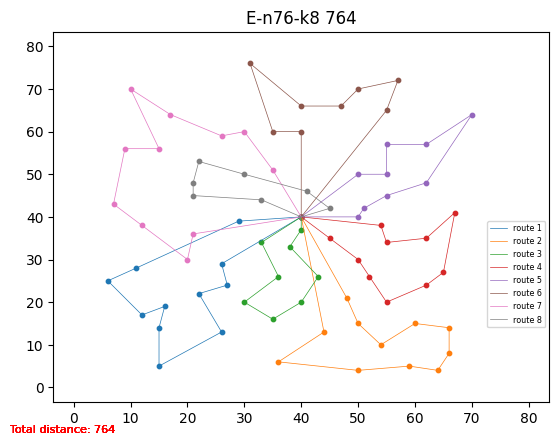 E-n76-k8 764
80
70
60
50
40
30
20
10
0
route 1
route 2
route 3
route 4
route 5
route 6
route 7
route 8
0 10 20 30 40 50 60 70 80
Total distance: 764